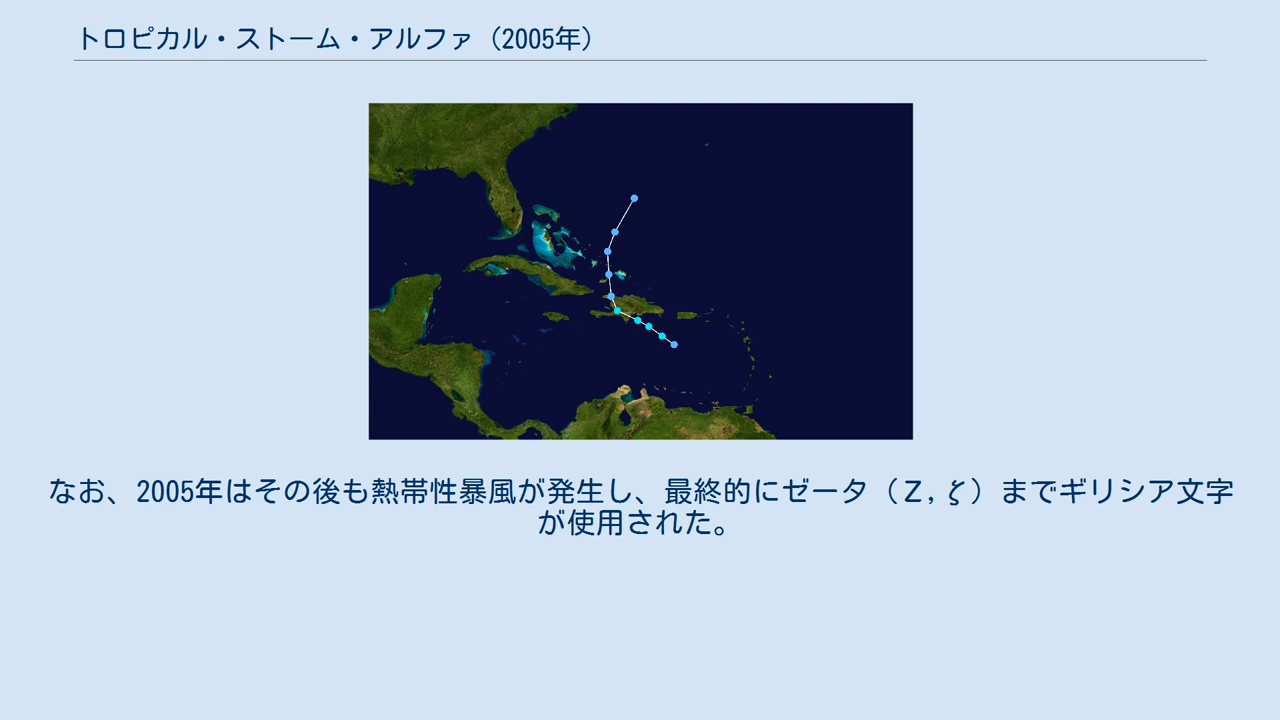 トロピカル・ストーム・アルファ（2005年）
なお、2005年はその後も熱帯性暴風が発生し、最終的にゼータ（Ζ, ζ）までギリシア文字
が使用された。